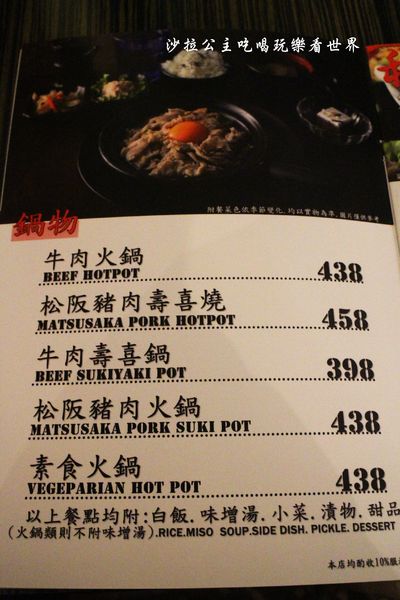 沙拉公主吃喝玩樂看世界
附餐菜色依季節變化,均以實物為準,圖片僅供參考
鍋物
牛肉火鍋 438
BEEF HOTPOT
松阪豬肉壽喜燒 458
MATSUSAKA PORK HOTPOT
牛肉壽喜鍋 398
BEEF SUKIYAKI POT
松阪豬肉火鍋 438
MATSUSAKA PORK SUKI POT
素食火鍋 438
VEGEPARIAN HOT POT
以上餐點均附:白飯.味增湯.小菜.漬物.甜品
(火鍋類則不附味增湯).RICE.MISO SOUP.SIDE DISH. PICKLE. DESSERT
本店均酌收10%服